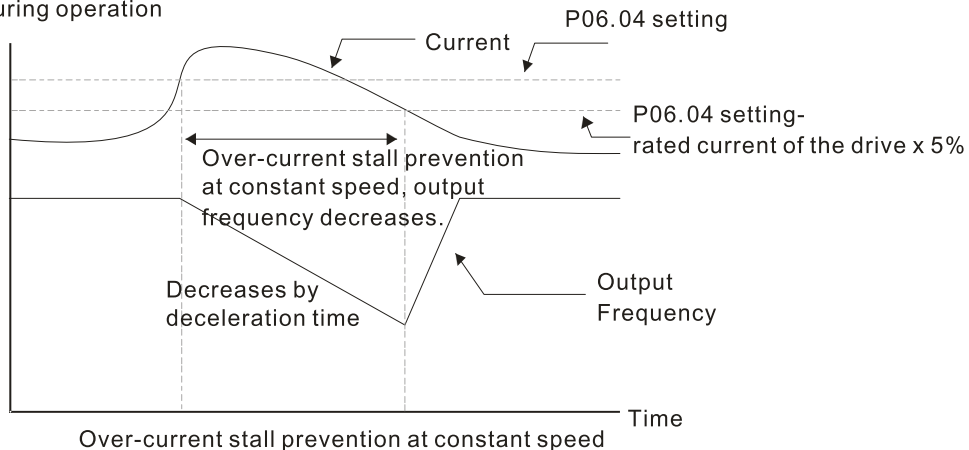 uring operation
P06.04 setting
Current
P06.04 setting-
rated current of the drive x 5%
Over-current stall prevention
at constant speed, output
frequency decreases.
Decreases by
deceleration time
Output
Frequency
Time
Over-current stall prevention at constant speed